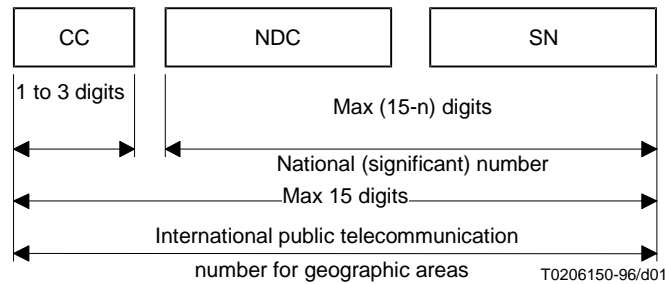 CC NDC SN
1 to 3 digits
Max (15-n) digits
National (significant) number
Max 15 digits
International public telecommunication
number for geographic areas
T0206150-96/d01